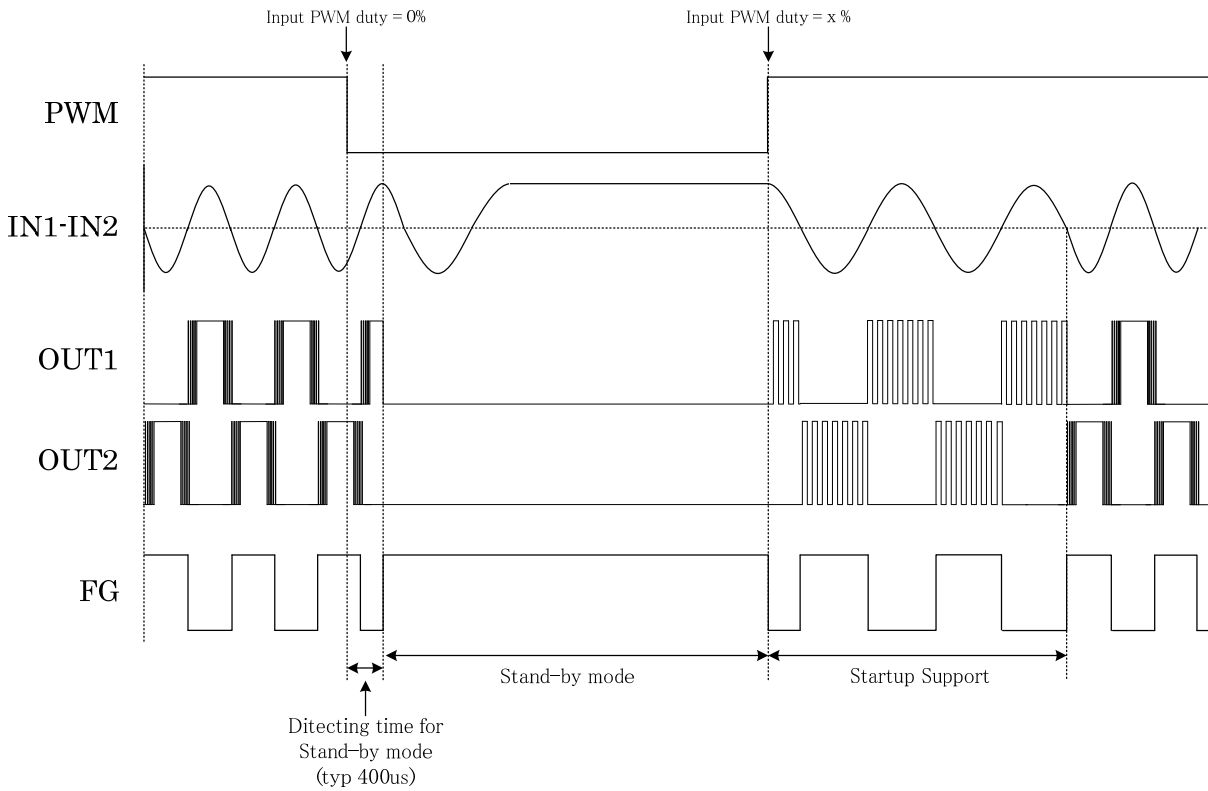 Input PWM duty = 0%
Input PWM duty = x %
PWM
IN1-IN2
OUT1
OUT2
FG
Stand-by mode
Startup Support
Ditecting time for
Stand-by mode
(typ 400us)